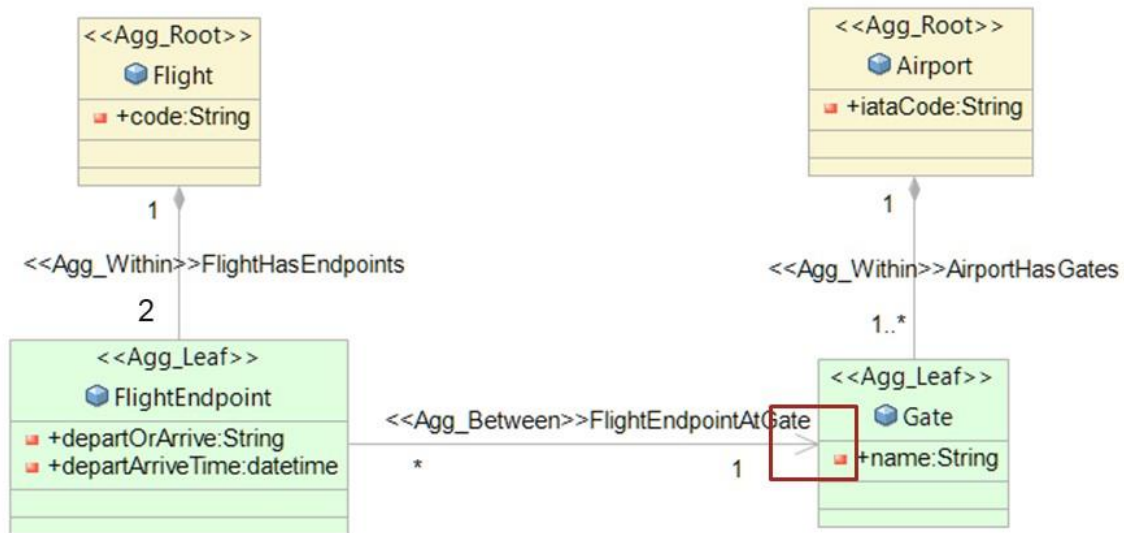 <<Agg_Root>>
Flight
+code:String
1
<<Agg_Within>>FlightHasEndpoints
2
<<Agg_Leaf>>
FlightEndpoint
+departOrArrive:String
+departArriveTime:datetime
<<Agg_Between>>FlightEndpointAtGate
*
1
<<Agg_Root>>
Airport
+iataCode:String
1
<<Agg_Within>>AirportHasGates
1..*
<<Agg_Leaf>>
Gate
+name:String